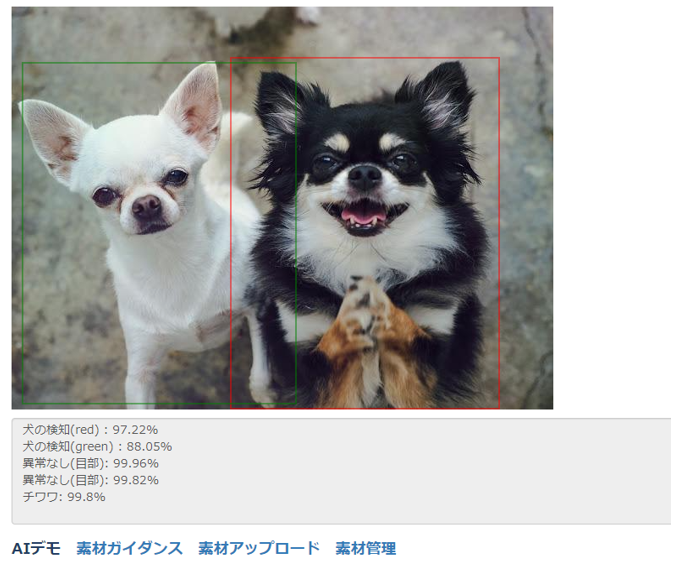 犬の検知(red) : 97.22%
犬の検知(green) : 88.05%
異常なし(目部): 99.96%
異常なし(目部): 99.82%
チワワ: 99.8%
AIデモ 素材ガイダンス 素材アップロード 素材管理